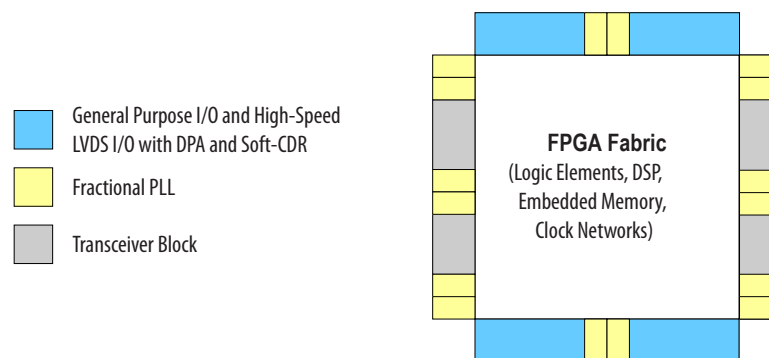 General Purpose I/O and High-Speed
LVDS I/O with DPA and Soft-CDR
Fractional PLL
Transceiver Block
FPGA Fabric
(Logic Elements, DSP,
Embedded Memory,
Clock Networks)